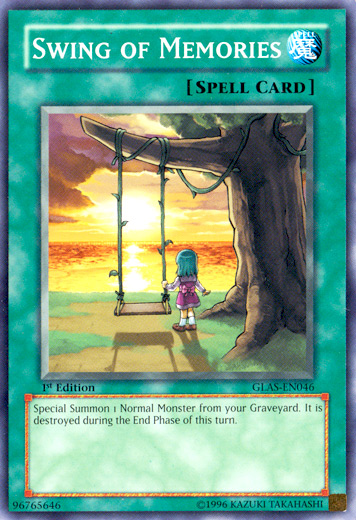 Swing of Memories 魔
[Spell Card]
1st Edition GLAS-EN046
Special Summon 1 Normal Monster from your Graveyard. It is
destroyed during the End Phase of this turn.
96765646 ©1996 KAZUKI TAKAHASHI